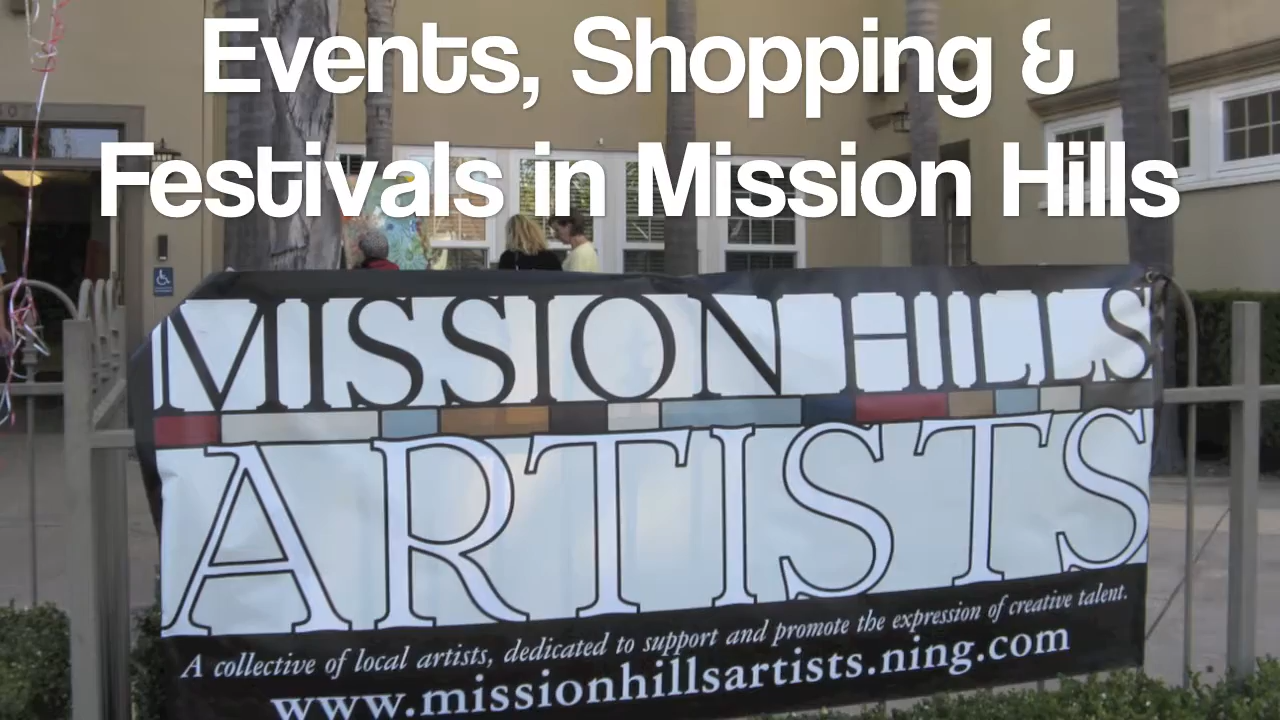 Events, Shopping &
Festivals in Mission Hills
MISSION HILLS
ARTISTS
A collective of local artists, dedicated to support and promote the expression of creative talent.
www.missionhillsartists.ning.com